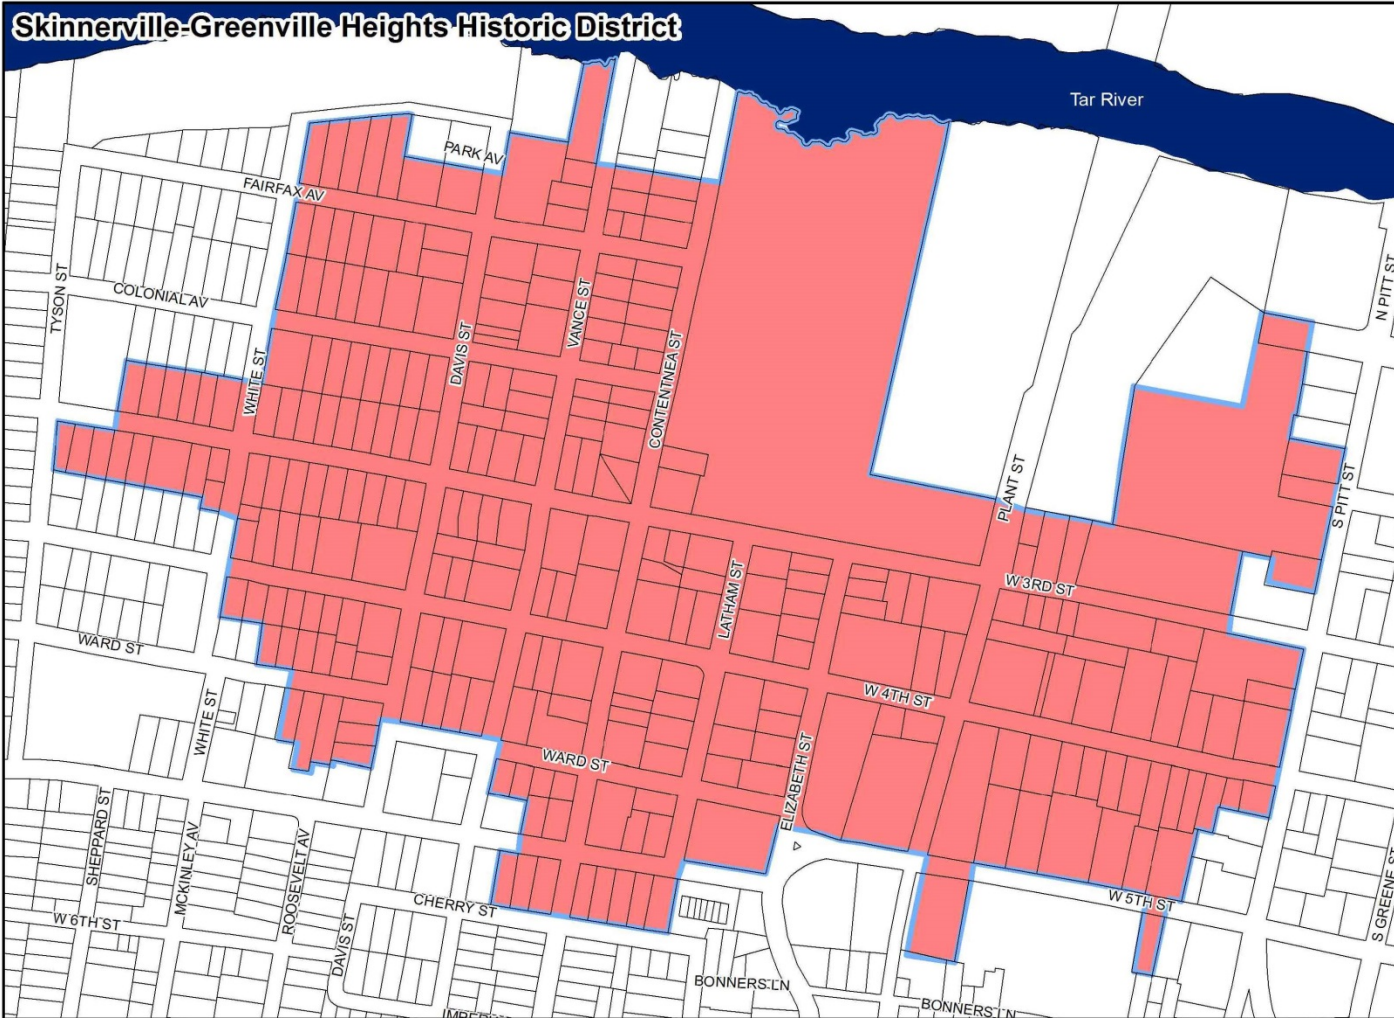 Skinnerville-Greenville Heights Historic District
Tar River
PARK AV
FAIRFAX AV
N PITT ST
TYSON ST
COLONIAL AV
VANCE ST
DAVIS ST
CONTENTNEA ST
WHITE ST
PLANT ST
S PITT ST
W 3RD ST
LATHAM ST
WARD ST
W 4TH ST
WHITE ST
WARD ST
ELIZABETH ST
SHEPPARD ST
MCKINLEY AV
ROOSEVELT AV
S GREENE ST
W 5TH ST
CHERRY ST
W 6TH ST
DAVIS ST
BONNERS LN
BONNERS LN